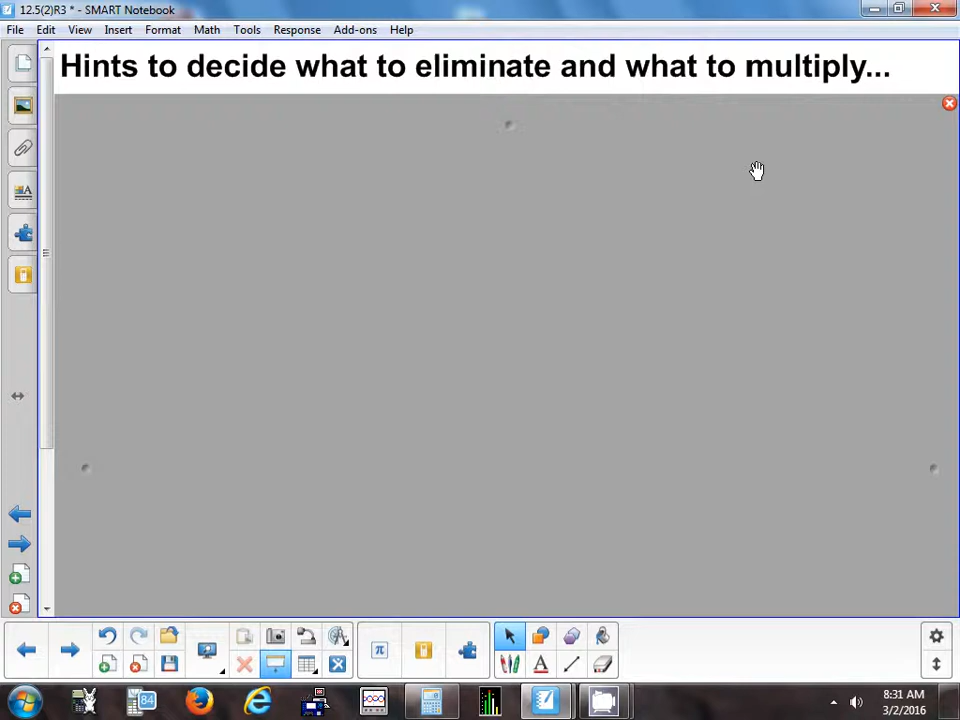 12.5(2)R3 * - SMART Notebook
File Edit View Insert Format Math Tools Response Add-ons Help
Hints to decide what to eliminate and what to multiply...
π
A
84
8:31 AM
3/2/2016